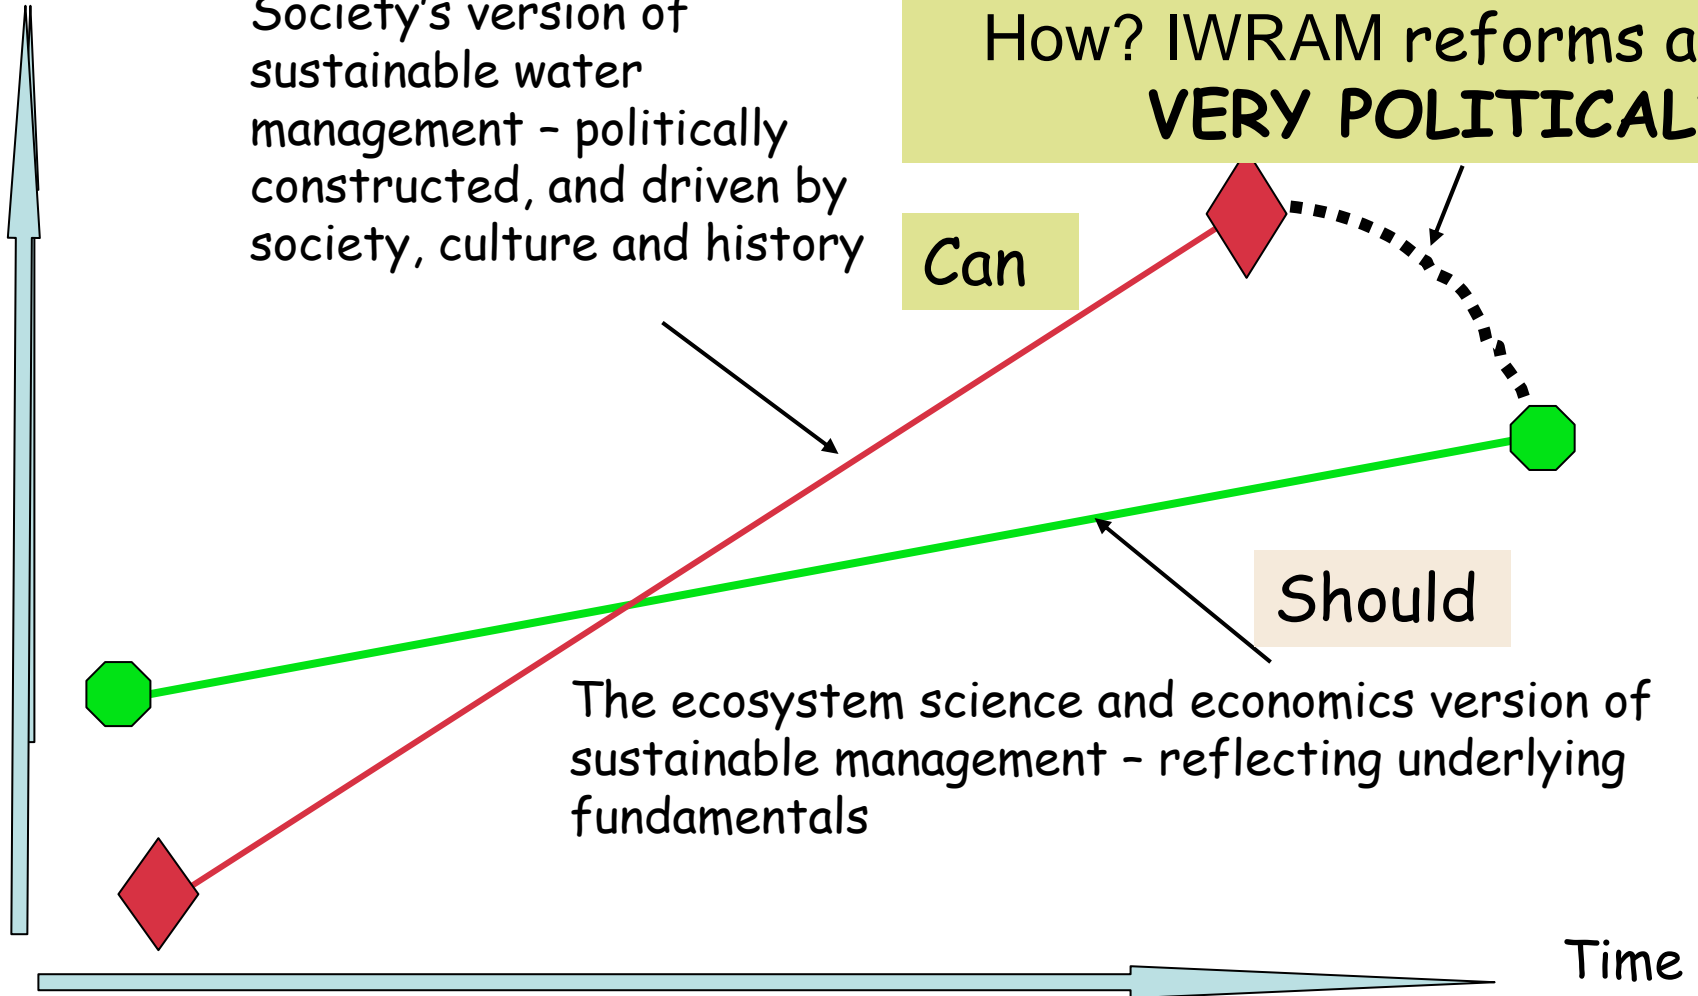 Society's version of
sustainable water
management – politically
constructed, and driven by
society, culture and history
How? IWRAM reforms
VERY POLITICAL
Can
Should
The ecosystem science and economics version of
sustainable management – reflecting underlying
fundamentals
Time